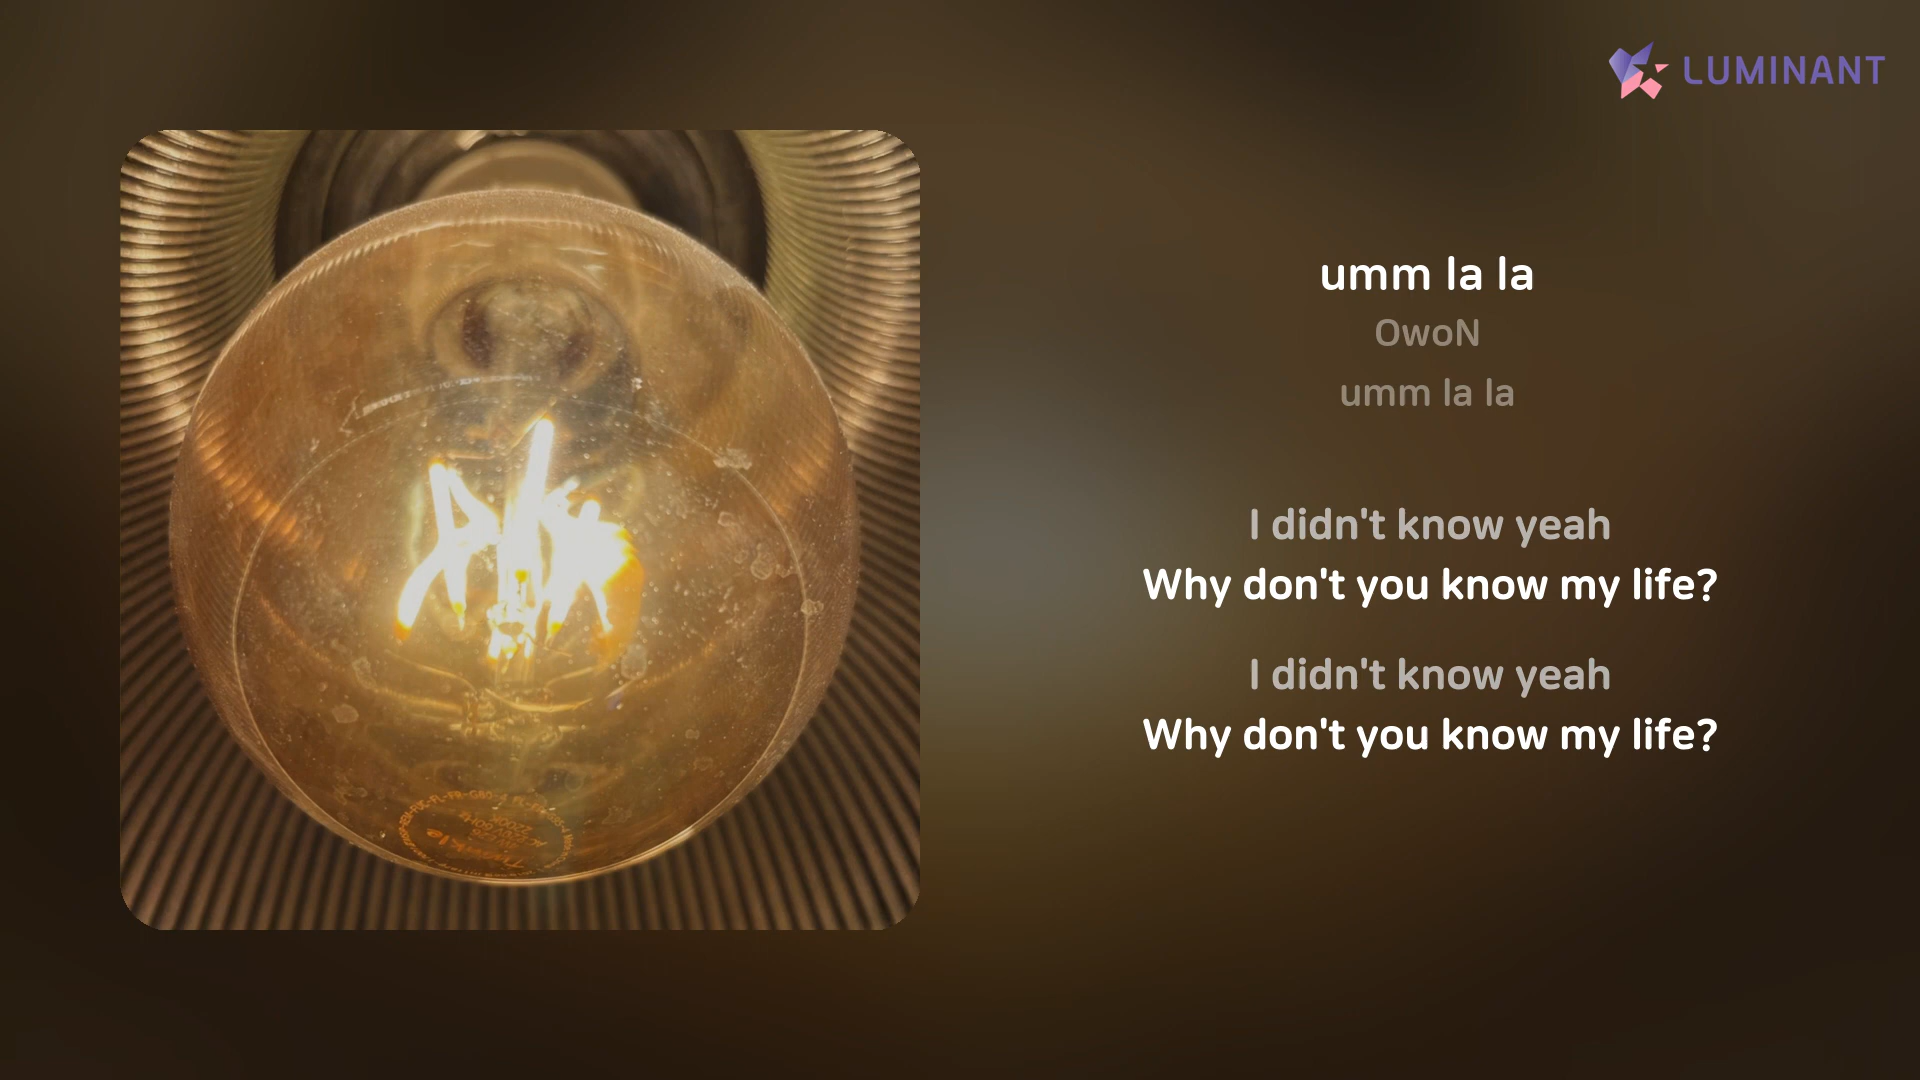 LUMINANT
umm la la
OwoN
umm la la
I didn't know yeah
Why don't you know my life?
I didn't know yeah
Why don't you know my life?
Twinkle